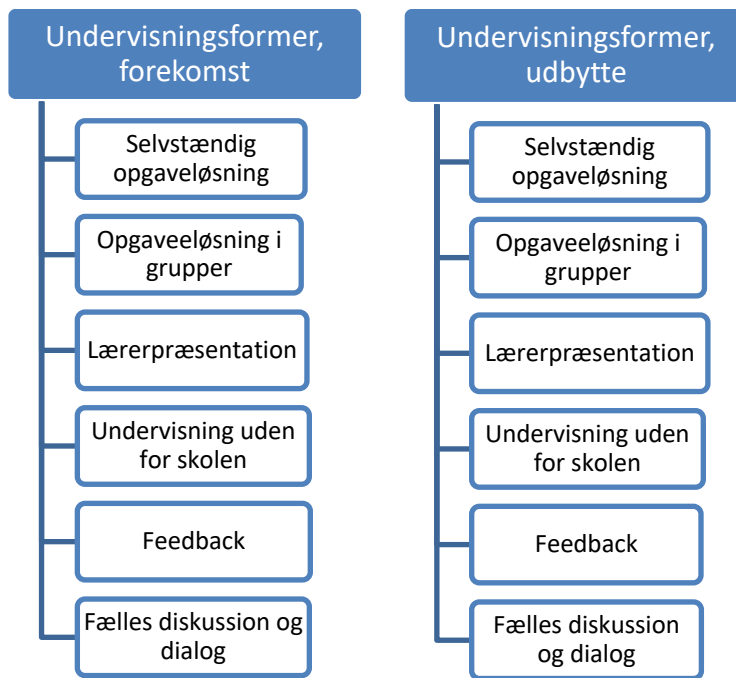 Undervisningsformer,
forekomst
Selvstændig
opgaveløsning
Opgaveeløsning i
grupper
Lærerpræsentation
Undervisning uden
for skolen
Feedback
Fælles diskussion og
dialog
Undervisningsformer,
udbytte
Selvstændig
opgaveløsning
Opgaveeløsning i
grupper
Lærerpræsentation
Undervisning uden
for skolen
Feedback
Fælles diskussion
og dialog